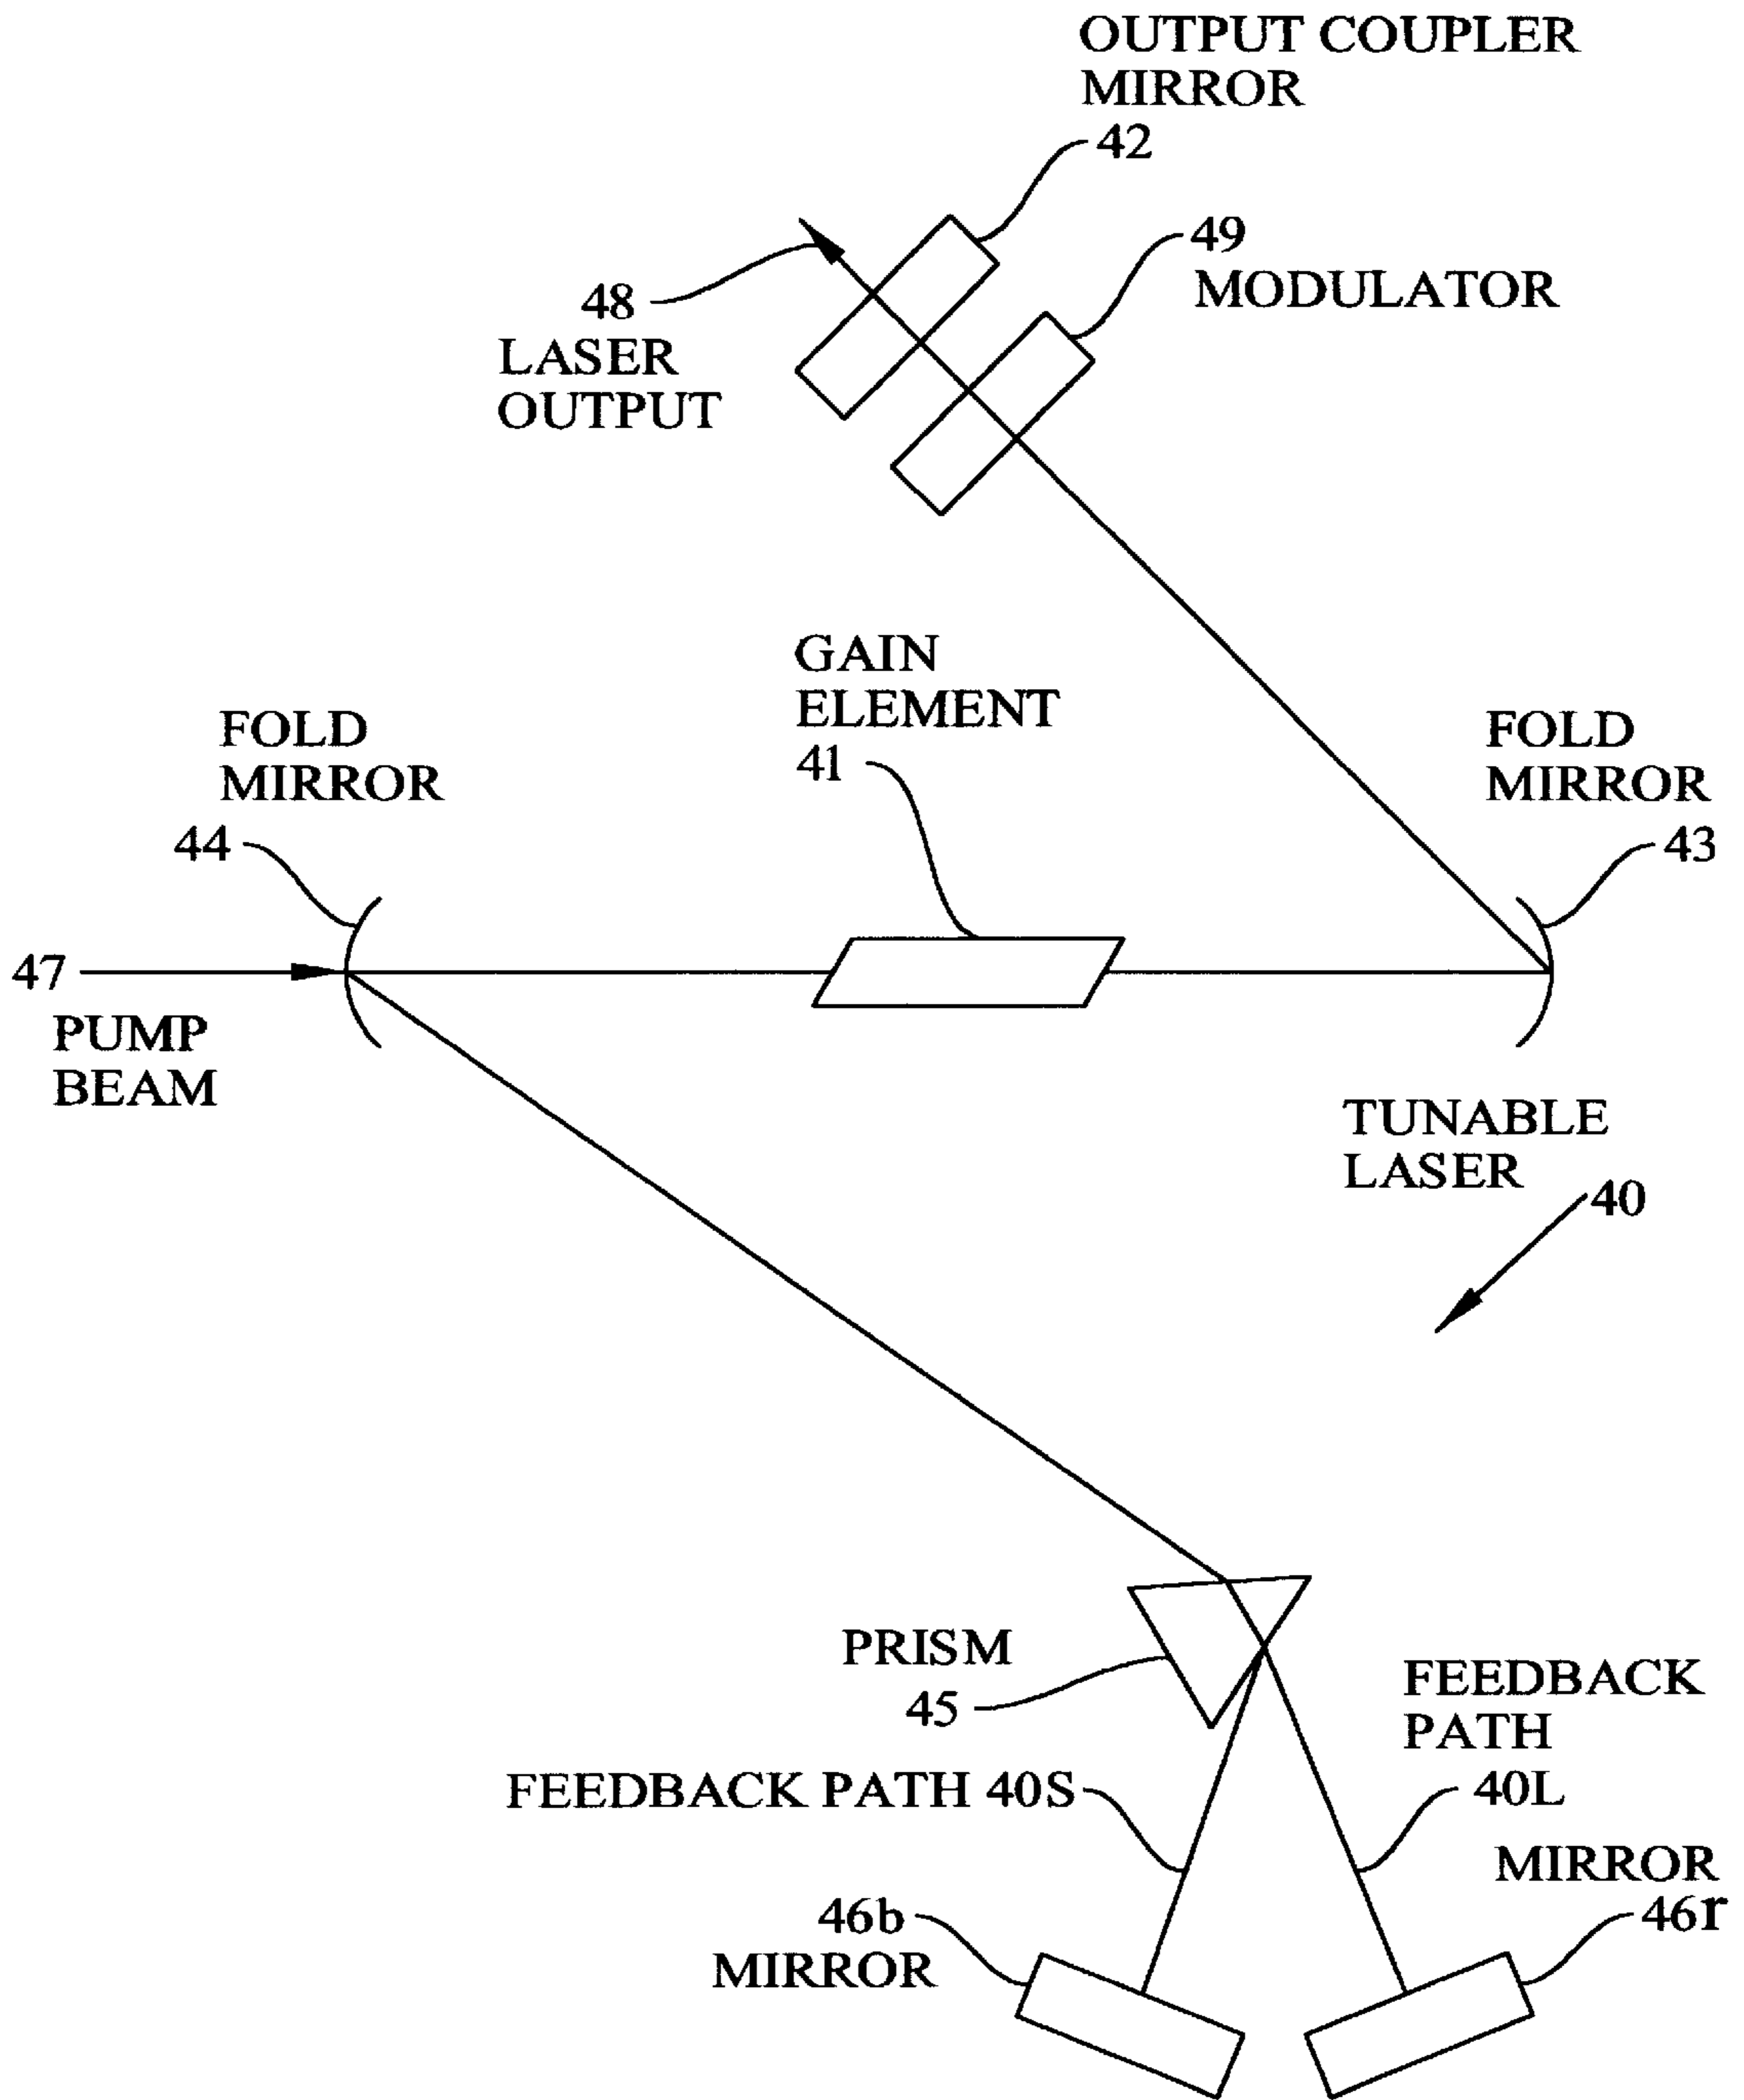 OUTPUT COUPLER
MIRROR
42
49
MODULATOR
48
LASER
OUTPUT
GAIN
ELEMENT
41
FOLD
MIRROR
44
FOLD
MIRROR
43
47
PUMP
BEAM
TUNABLE
LASER
40
PRISM
45
FEEDBACK
PATH
40L
FEEDBACK PATH 40S
MIRROR
46r
46b
MIRROR